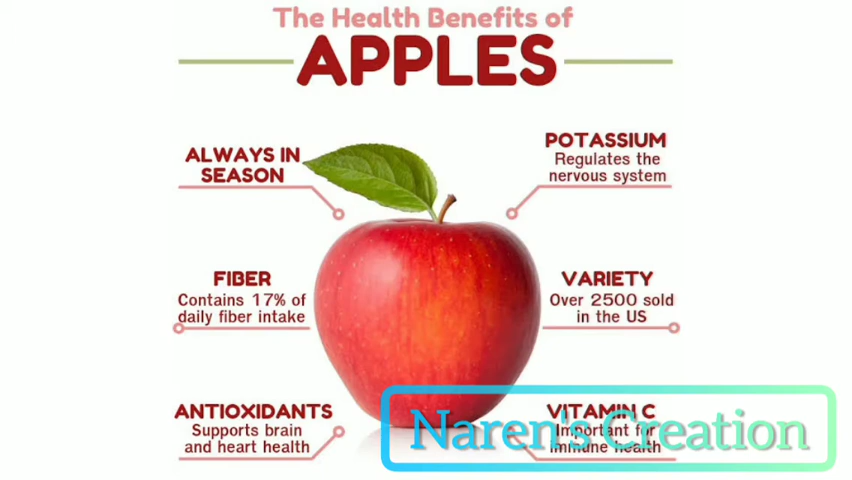 The Health Benefits of
APPLES
ALWAYS IN
SEASON
POTASSIUM
Regulates the
nervous system
FIBER
Contains 17% of
daily fiber intake
VARIETY
Over 2500 sold
in the US
ANTIOXIDANTS
Supports brain
and heart health
VITAMIN C
Important for
immune health
Naren's Creation